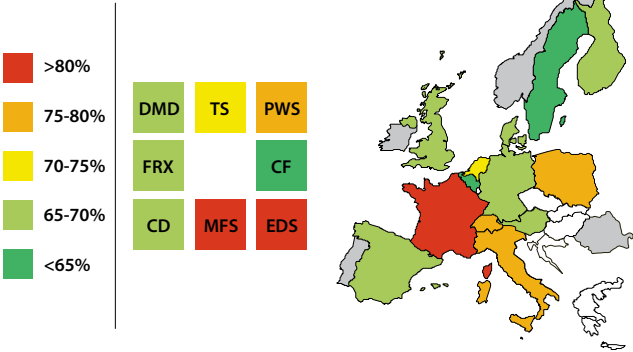 >80%
75-80%
70-75%
65-70%
<65%
DMD TS PWS
FRX CF
CD MFS EDS